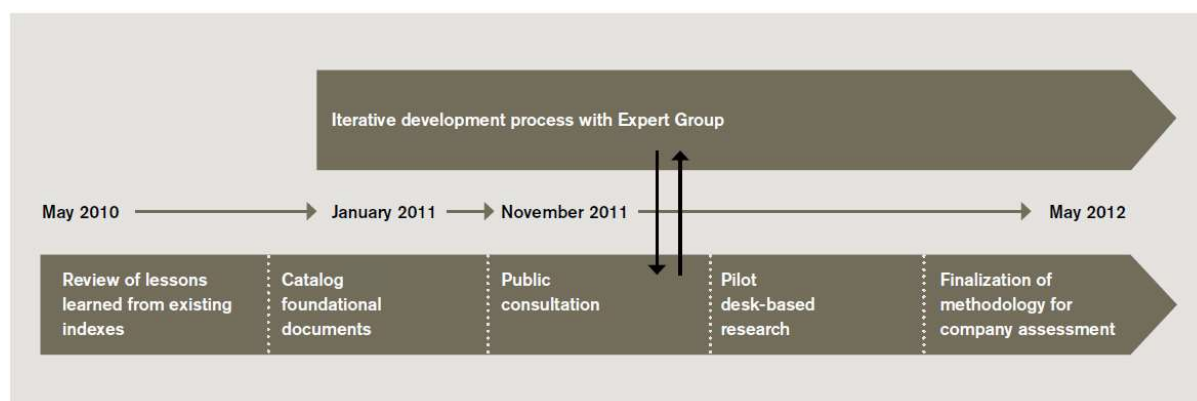 Iterative development process with Expert Group
May 2010
January 2011
November 2011
May 2012
Review of lessons
learned from existing
indexes
Catalog
foundational
documents
Public
consultation
Pilot
desk-based
research
Finalization of
methodology for
company assessment